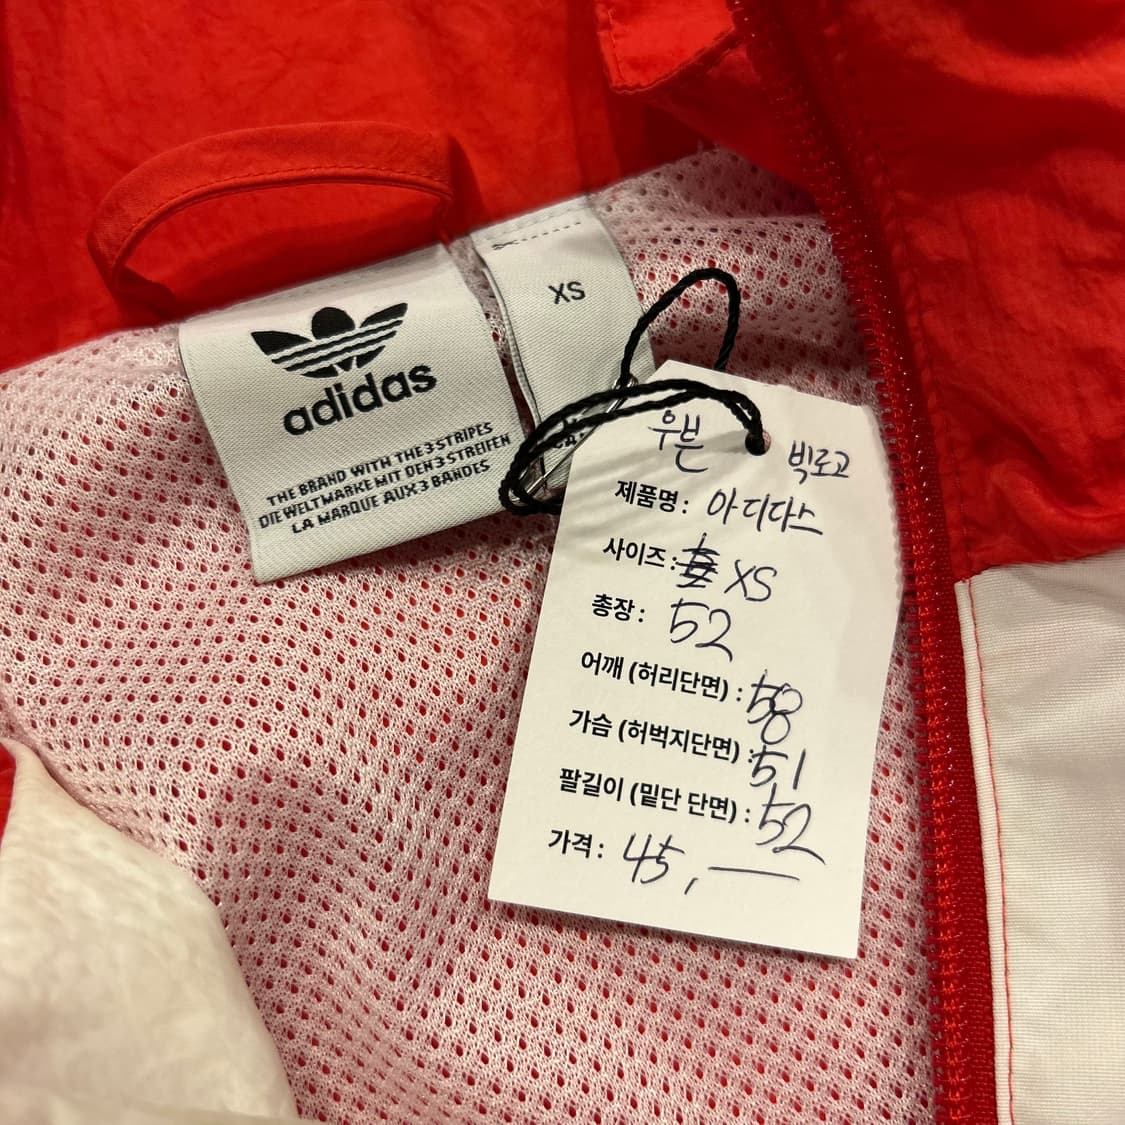 adidas
THE BRAND WITH THE 3 STRIPES
DIE WELTMARKE MIT DEN 3 STREIFEN
LA MARQUE AUX 3 BANDES
XS
우븐 빅로고
제품명: 아디다스
사이즈: XS
총장: 52
어깨 (허리단면): 58
가슴 (허벅지단면): 51
팔길이 (밑단 단면): 52
가격: 45,—